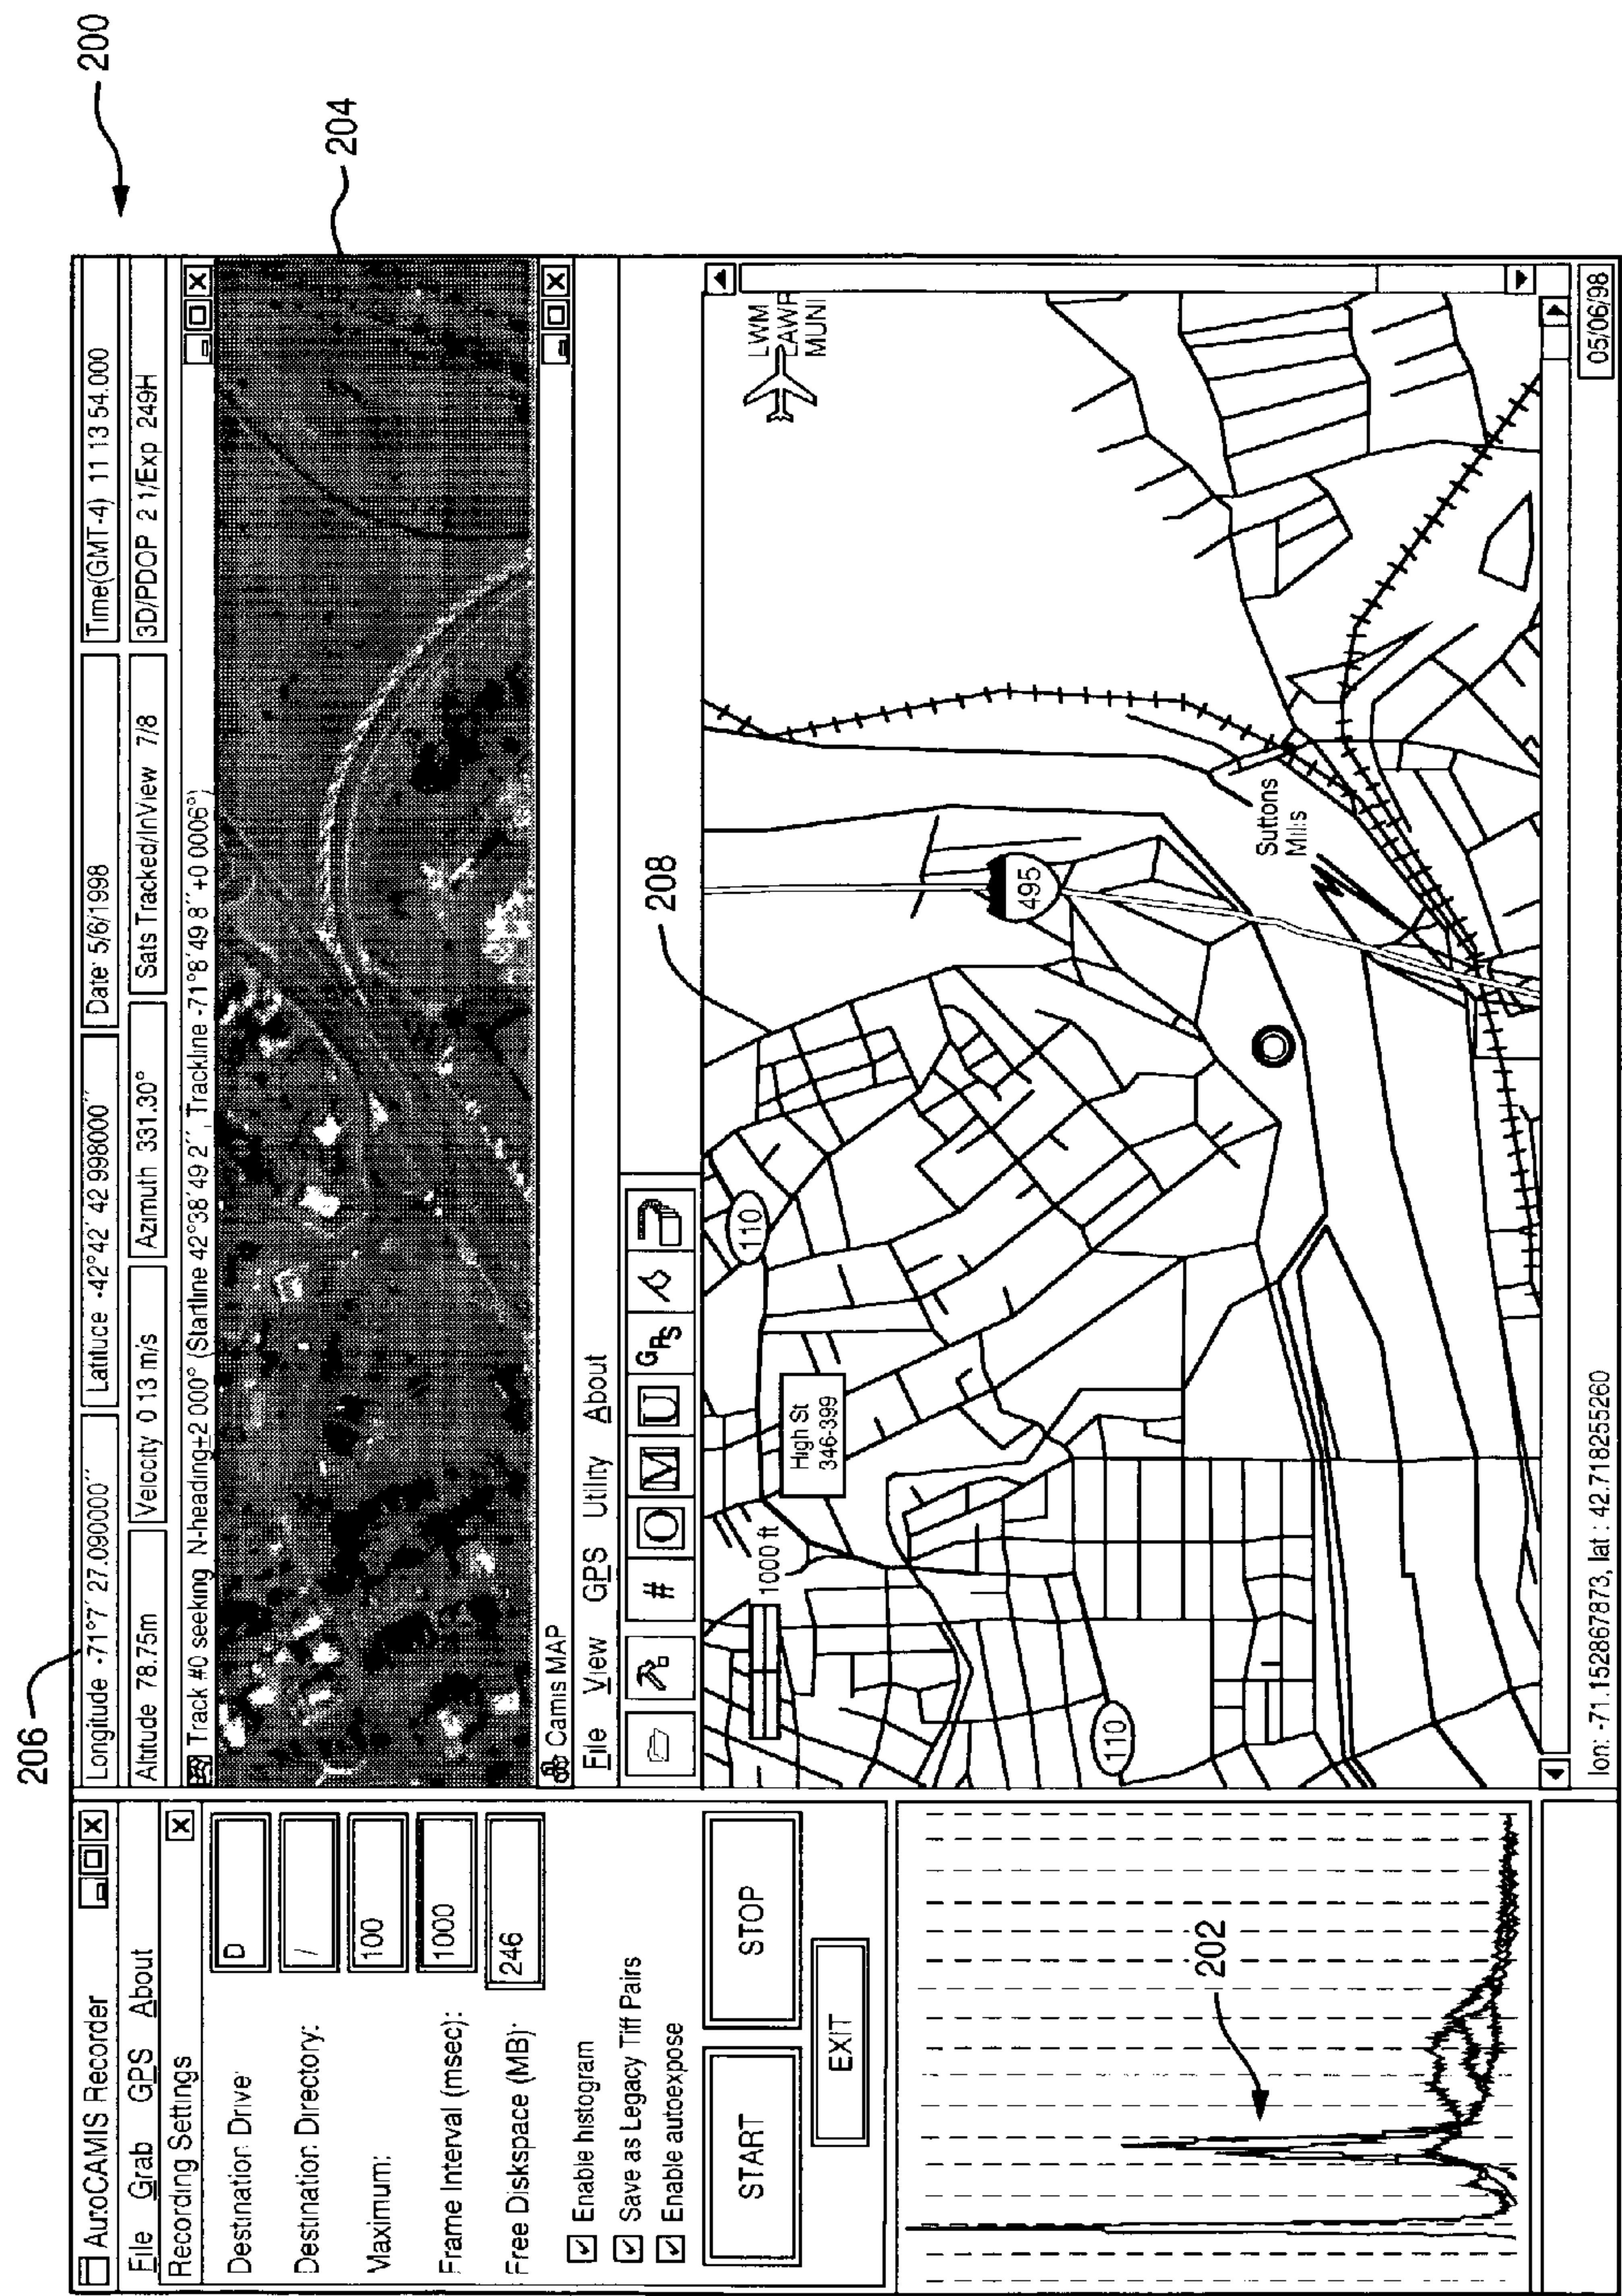 200
206
AutoCAMIS Recorder
File Grab GPS About
Recording Settings
Destination Drive
D
Destination Directory:
/
Maximum:
100
Frame Interval (msec):
1000
Free Diskspace (MB):
246
Enable histogram
Save as Legacy Tiff Pairs
Enable autoexpose
START
STOP
EXIT
202
Longitude -71°7′ 27.090000″
Latitude -42°42′ 42 998000″
Date: 5/6/1998
Time(GMT-4) 11 13 54.000
Altitude 78.75m
Velocity 0 13 m/s
Azimuth 331.30°
Sats Tracked/InView 7/8
3D/PDOP 2 1/Exp 249H
Track #0 seeking N-heading±2 000° (Startline 42°38′49 2″, Trackline -71°8′49 8″+0 0006°)
204
Camis MAP
File View GPS Utility About
# O M U GPS
208
1000 ft
High St
346-399
110
110
495
Suttons
Mills
LWM
LAWR
MUNI
lon: -71.152867873, lat : 42.718255260
05/06/98